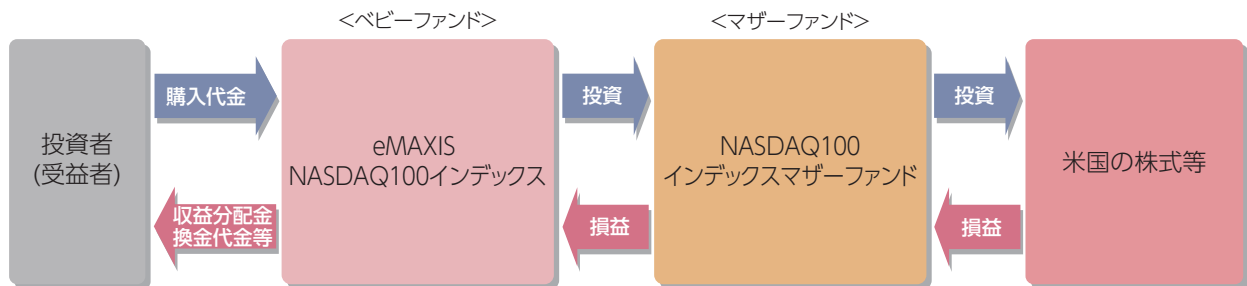 <ベビーファンド>
<マザーファンド>
投資者
(受益者)
購入代金
収益分配金
換金代金等
eMAXIS
NASDAQ100インデックス
投資
損益
NASDAQ100
インデックスマザーファンド
投資
損益
米国の株式等